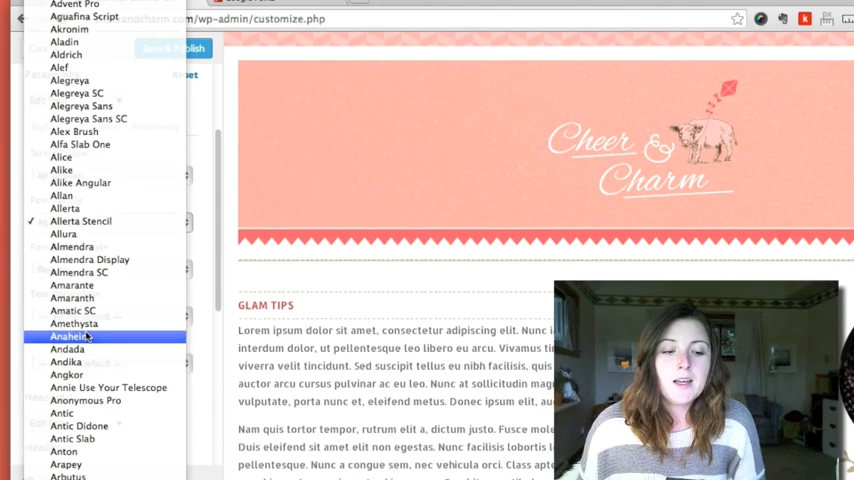 Advent Pro
Aguafina Script
andcharm.com/wp-admin/customize.php
Akronim
Aladin
Save & Publish
Aldrich
Alef
Reset
Alegreya
Alegreya SC
Alegreya Sans
Alegreya Sans SC
Alex Brush
Alfa Slab One
Alice
Alike
Alike Angular
Allan
Allerta
✓ Allerta Stencil
Allura
Almendra
Almendra Display
Almendra SC
Amarante
Amaranth
Amatic SC
Amethysta
Anaheim
Andada
Andika
Angkor
Annie Use Your Telescope
Anonymous Pro
Antic
Antic Didone
Antic Slab
Anton
Arapey
Arbutus
Cheer &
Charm
GLAM TIPS
Lorem ipsum dolor sit amet, consectetur adipiscing elit. Nunc
interdum dolor, ut pellentesque leo libero eu arcu. Vivamus
viverra velit tincidunt. Sed suscipit tellus eu nibh facilisis, quis
auctor arcu cursus pulvinar ac eu leo. Nunc at sollicitudin
vulputate, porta nunc et, eleifend metus. Donec ipsum elit,
Nunc quis tortor tempor, rutrum elit a, dictum justo. Fusce
Duis eleifend sit amet non egestas. Nunc facilisis lobortis
pellentesque. Nunc a congue sem, nec vehicula orci. Class